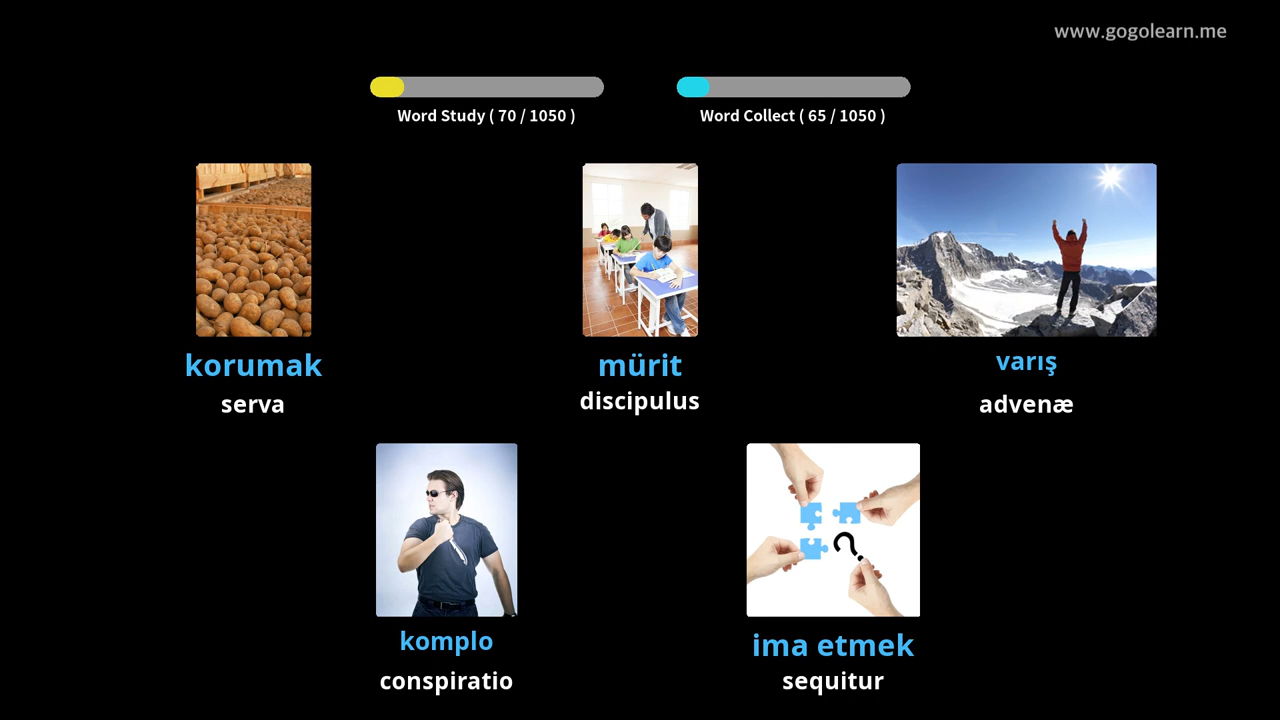 www.gogolearn.me
Word Study ( 70 / 1050 )
Word Collect ( 65 / 1050 )
korumak
serva
mürit
discipulus
varış
advenæ
komplo
conspiratio
ima etmek
sequitur